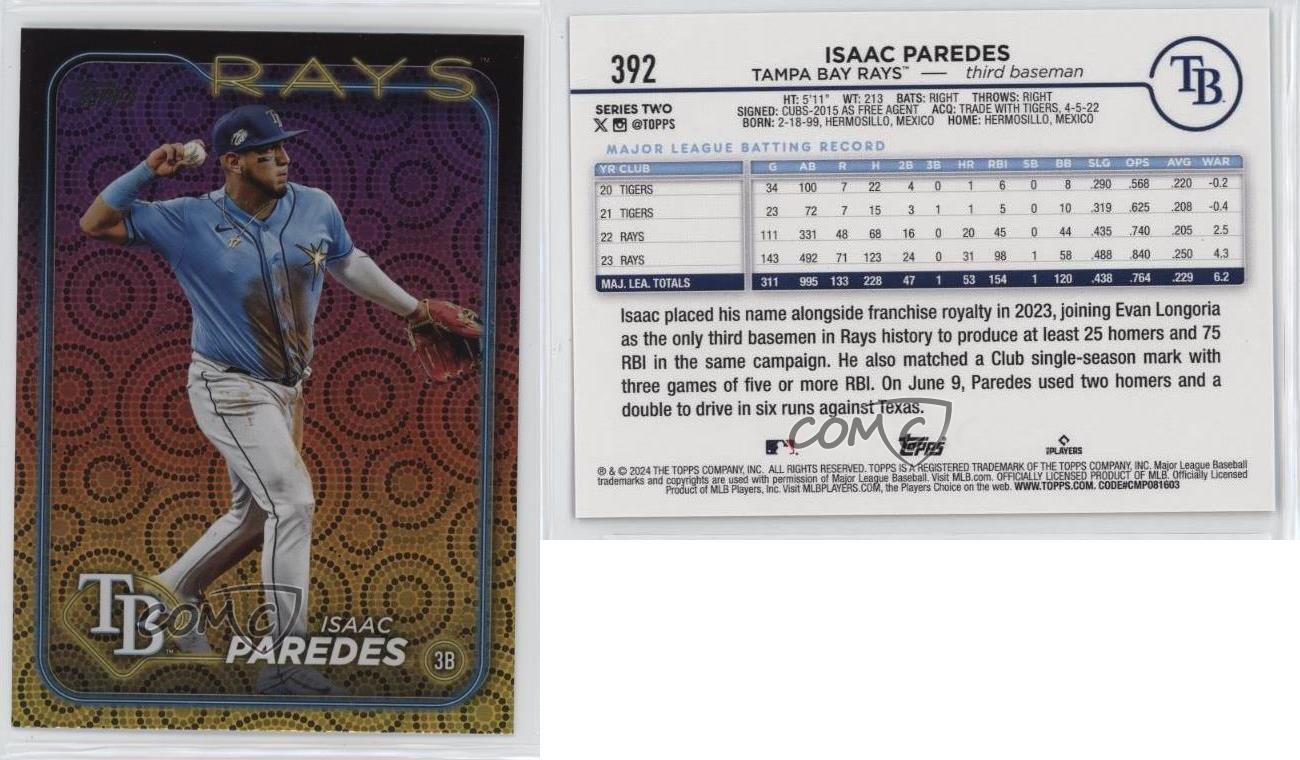 RAYS™
Topps
TB
™
ISAAC
PAREDES
3B
COMC
392
ISAAC PAREDES
TAMPA BAY RAYS™ — third baseman
TB
SERIES TWO
@TOPPS
HT: 5'11" WT: 213 BATS: RIGHT THROWS: RIGHT
SIGNED: CUBS-2015 AS FREE AGENT ACQ: TRADE WITH TIGERS, 4-5-22
BORN: 2-18-99, HERMOSILLO, MEXICO HOME: HERMOSILLO, MEXICO
MAJOR LEAGUE BATTING RECORD
YR CLUB G AB R H 2B 3B HR RBI SB BB SLG OPS AVG WAR
20 TIGERS 34 100 7 22 4 0 1 6 0 8 .290 .568 .220 -0.2
21 TIGERS 23 72 7 15 3 1 1 5 0 10 .319 .625 .208 -0.4
22 RAYS 111 331 48 68 16 0 20 45 0 44 .435 .740 .205 2.5
23 RAYS 143 492 71 123 24 0 31 98 1 58 .488 .840 .250 4.3
MAJ. LEA. TOTALS 311 995 133 228 47 1 53 154 1 120 .438 .764 .229 6.2
Isaac placed his name alongside franchise royalty in 2023, joining Evan Longoria
as the only third basemen in Rays history to produce at least 25 homers and 75
RBI in the same campaign. He also matched a Club single-season mark with
three games of five or more RBI. On June 9, Paredes used two homers and a
double to drive in six runs against Texas.
COMC
Topps
PLAYERS
® & © 2024 THE TOPPS COMPANY, INC. ALL RIGHTS RESERVED. TOPPS IS A REGISTERED TRADEMARK OF THE TOPPS COMPANY, INC. Major League Baseball
trademarks and copyrights are used with permission of Major League Baseball. Visit MLB.com. OFFICIALLY LICENSED PRODUCT OF MLB. Officially Licensed
Product of MLB Players, Inc. Visit MLBPLAYERS.COM, the Players Choice on the web. WWW.TOPPS.COM. CODE#CMP081603